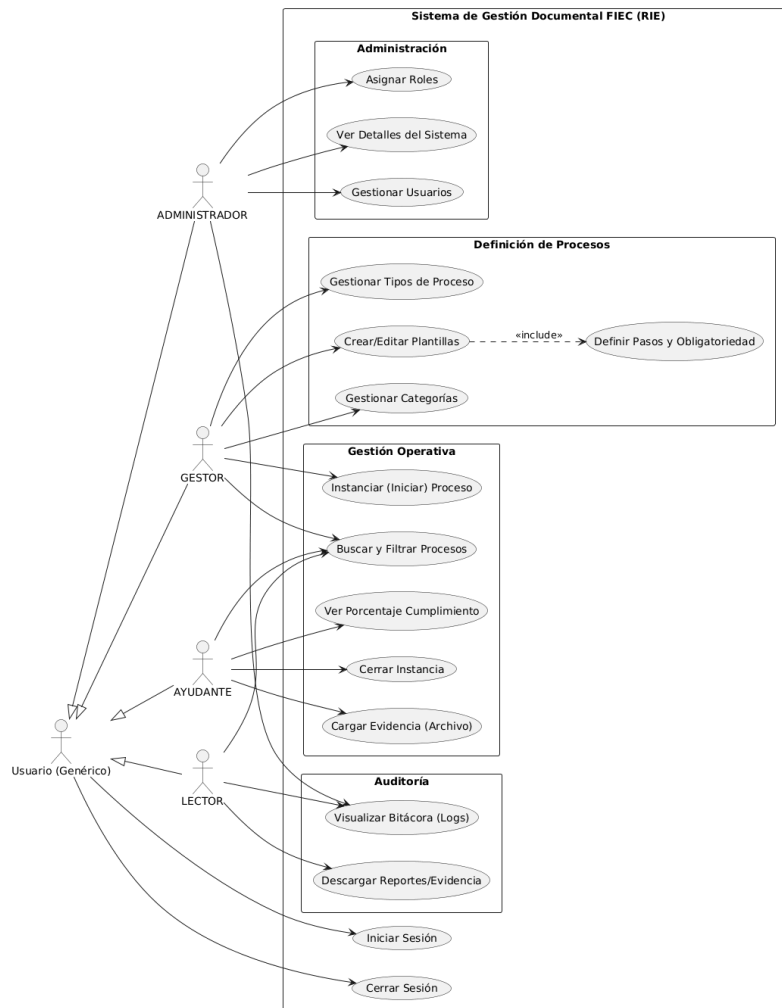 Sistema de Gestión Documental FIEC (RIE)
Administración
Asignar Roles
Ver Detalles del Sistema
Gestionar Usuarios
ADMINISTRADOR
Definición de Procesos
Gestionar Tipos de Proceso
Crear/Editar Plantillas
«include»
Definir Pasos y Obligatoriedad
Gestionar Categorías
GESTOR
Gestión Operativa
Instanciar (Iniciar) Proceso
Buscar y Filtrar Procesos
Ver Porcentaje Cumplimiento
Cerrar Instancia
Cargar Evidencia (Archivo)
AYUDANTE
Usuario (Genérico)
LECTOR
Auditoría
Visualizar Bitácora (Logs)
Descargar Reportes/Evidencia
Iniciar Sesión
Cerrar Sesión